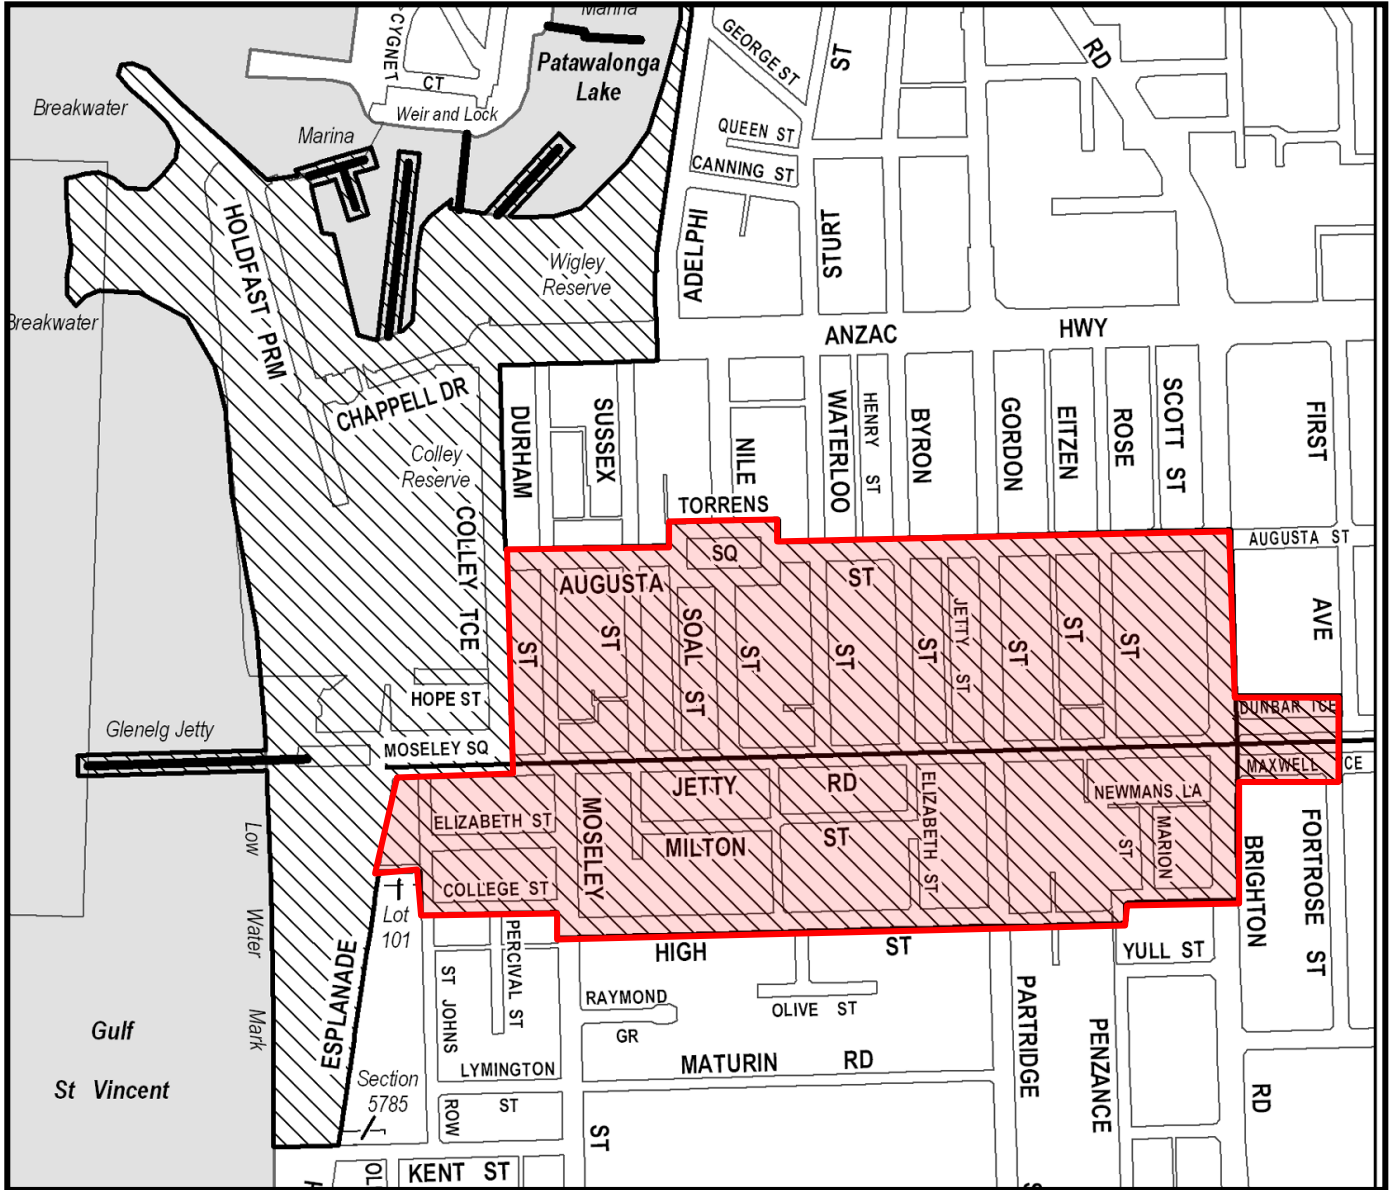 Marina
CYGNET
CT
Patawalonga
Lake
Weir and Lock
Breakwater
Marina
GEORGE ST
ST
RD
QUEEN ST
CANNING ST
HOLDFAST PRM
Wigley
Reserve
ADELPHI
STURT
Breakwater
ANZAC HWY
CHAPPELL DR
Colley
Reserve
COLLEY TCE
DURHAM
SUSSEX
NILE
WATERLOO
HENRY ST
BYRON
GORDON
EITZEN
ROSE
SCOTT ST
FIRST
TORRENS
SQ
AUGUSTA ST
AUGUSTA ST
ST
ST
SOAL ST
ST
ST
ST
JETTY ST
ST
ST
ST
AVE
HOPE ST
DUNBAR TCE
Glenelg Jetty
MOSELEY SQ
MAXWELL CE
JETTY RD
ELIZABETH ST
MOSELEY
ELIZABETH ST
NEWMANS LA
MILTON ST
ST
MARION
COLLEGE ST
Low Water Mark
Lot
101
ESPLANADE
PERCIVAL ST
HIGH ST
YULL ST
BRIGHTON
FORTROSE ST
ST JOHNS
RAYMOND
GR
OLIVE ST
PARTRIDGE
PENZANCE
Gulf
St Vincent
MATURIN RD
LYMINGTON
ST
Section
5785
ROW
ST
RD
KENT ST